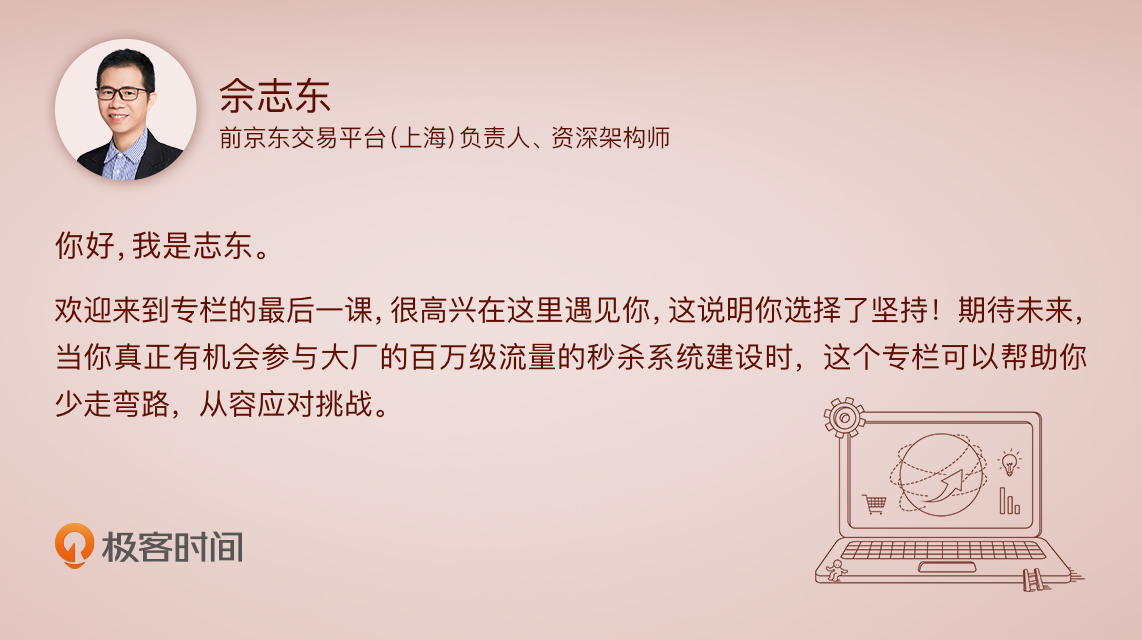 佘志东
前京东交易平台(上海)负责人、资深架构师
你好,我是志东。
欢迎来到专栏的最后一课,很高兴在这里遇见你,这说明你选择了坚持！期待未来,
当你真正有机会参与大厂的百万级流量的秒杀系统建设时，这个专栏可以帮助你
少走弯路，从容应对挑战。
极客时间